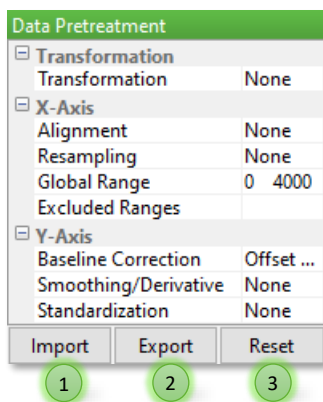 Data Pretreatment
Transformation
Transformation None
X-Axis
Alignment None
Resampling None
Global Range 0 4000
Excluded Ranges
Y-Axis
Baseline Correction Offset ...
Smoothing/Derivative None
Standardization None
Import Export Reset
1 2 3